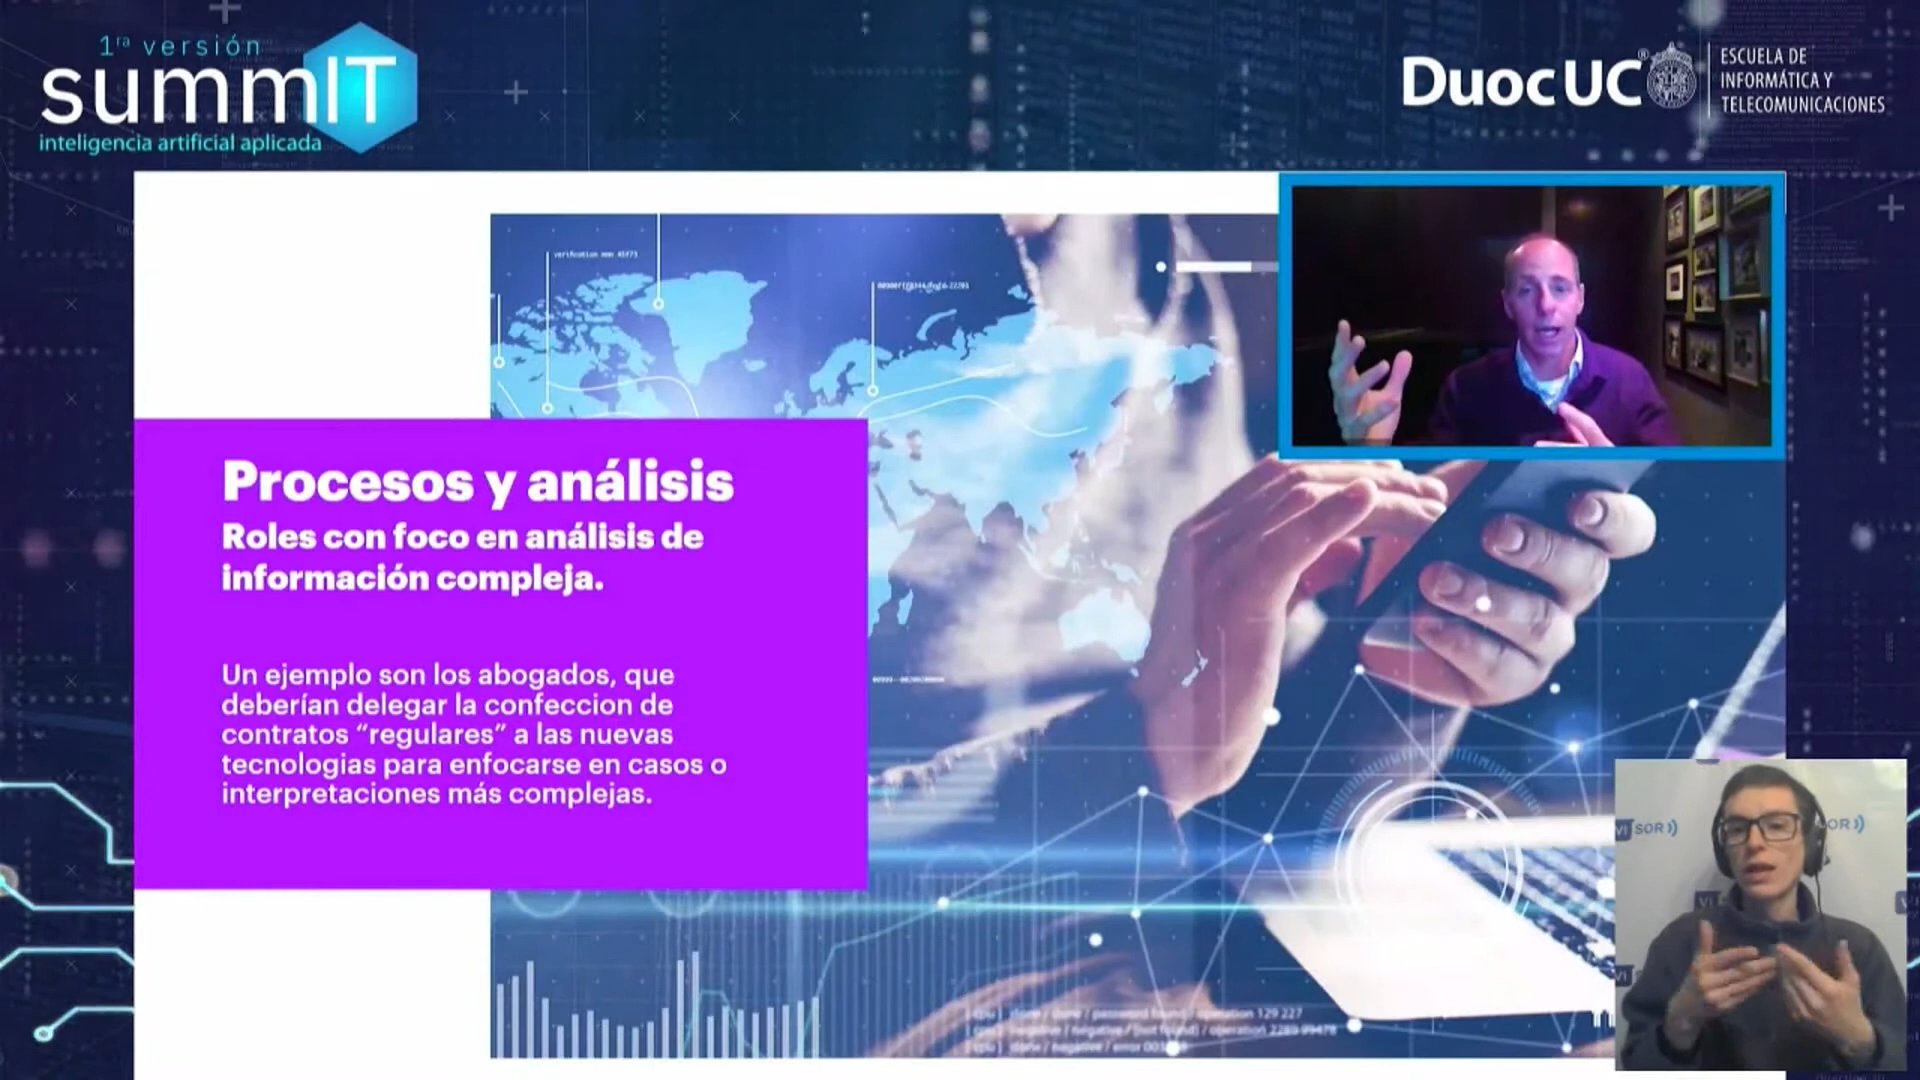 1ra versión
summIT
inteligencia artificial aplicada
Duoc UC®
ESCUELA DE
INFORMÁTICA Y
TELECOMUNICACIONES
Procesos y análisis
Roles con foco en análisis de
información compleja.
Un ejemplo son los abogados, que
deberían delegar la confeccion de
contratos “regulares” a las nuevas
tecnologias para enfocarse en casos o
interpretaciones más complejas.